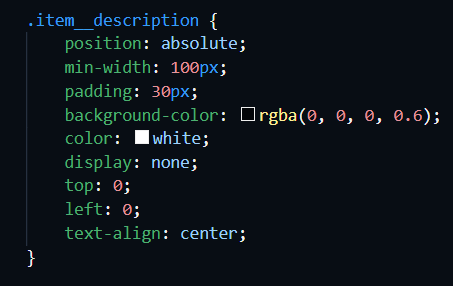 .item__description {
position: absolute;
min-width: 100px;
padding: 30px;
background-color: rgba(0, 0, 0, 0.6);
color: white;
display: none;
top: 0;
left: 0;
text-align: center;
}